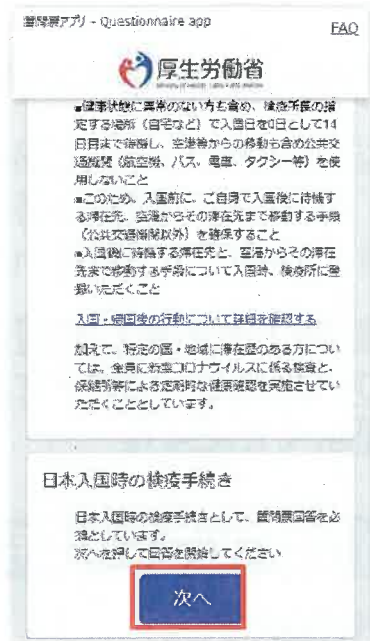 質問票アプリ - Questionnaire app
FAQ
厚生労働省
■健康状態に異常のない方も含め、検疫所長の指
定する場所（自宅など）で入国日を0日として14
日目まで待機し、空港等からの移動も含め公共交
通機関（航空機、バス、電車、タクシー等）を使
用しないこと
■このため、入国前に、ご自身で入国後に待機す
る滞在先、空港からその滞在先まで移動する手段
（公共交通機関以外）を確保すること
■入国後に待機する滞在先と、空港からその滞在
先まで移動する手段について入国時、検疫所に登
録いただくこと
入国・帰国後の行動について詳細を確認する
加えて、特定の国・地域に滞在歴のある方につい
ては、全員に新型コロナウイルスに係る検査と、
保健所等による定期的な健康確認を実施させてい
ただくこととしています。
日本入国時の検疫手続き
日本入国時の検疫手続きとして、質問票回答を必
須としています。
次へを押して回答を開始してください
次へ